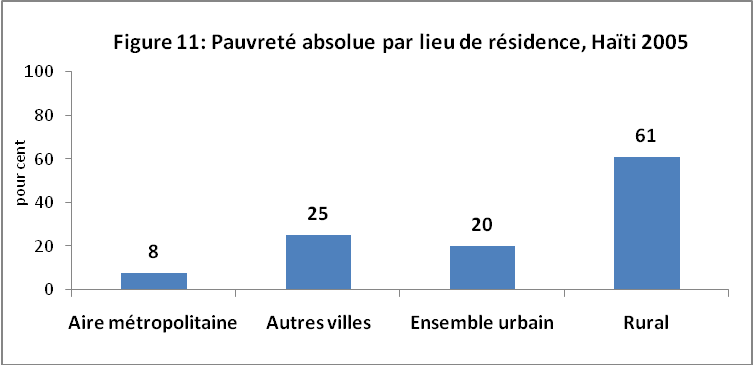 Figure 11: Pauvreté absolue par lieu de résidence, Haïti 2005
pour cent
100
80
60
40
20
0
8
25
20
61
Aire métropolitaine
Autres villes
Ensemble urbain
Rural